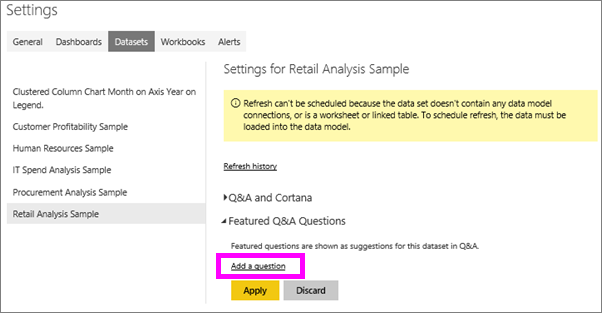 Settings
General Dashboards Datasets Workbooks Alerts
Clustered Column Chart Month on Axis Year on
Legend.
Customer Profitability Sample
Human Resources Sample
IT Spend Analysis Sample
Procurement Analysis Sample
Retail Analysis Sample
Settings for Retail Analysis Sample
Refresh can't be scheduled because the data set doesn't contain any data model
connections, or is a worksheet or linked table. To schedule refresh, the data must be
loaded into the data model.
Refresh history
Q&A and Cortana
Featured Q&A Questions
Featured questions are shown as suggestions for this dataset in Q&A.
Add a question
Apply Discard